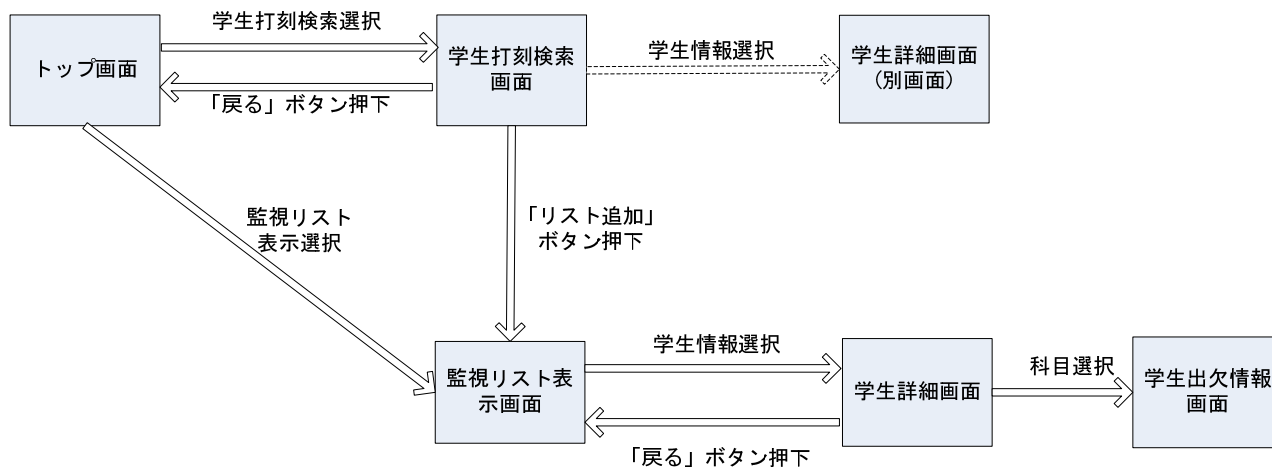 学生打刻検索選択
トップ画面
「戻る」ボタン押下
学生打刻検索
画面
学生情報選択
学生詳細画面
(別画面)
監視リスト
表示選択
「リスト追加」
ボタン押下
監視リスト表
示画面
学生情報選択
「戻る」ボタン押下
学生詳細画面
科目選択
学生出欠情報
画面